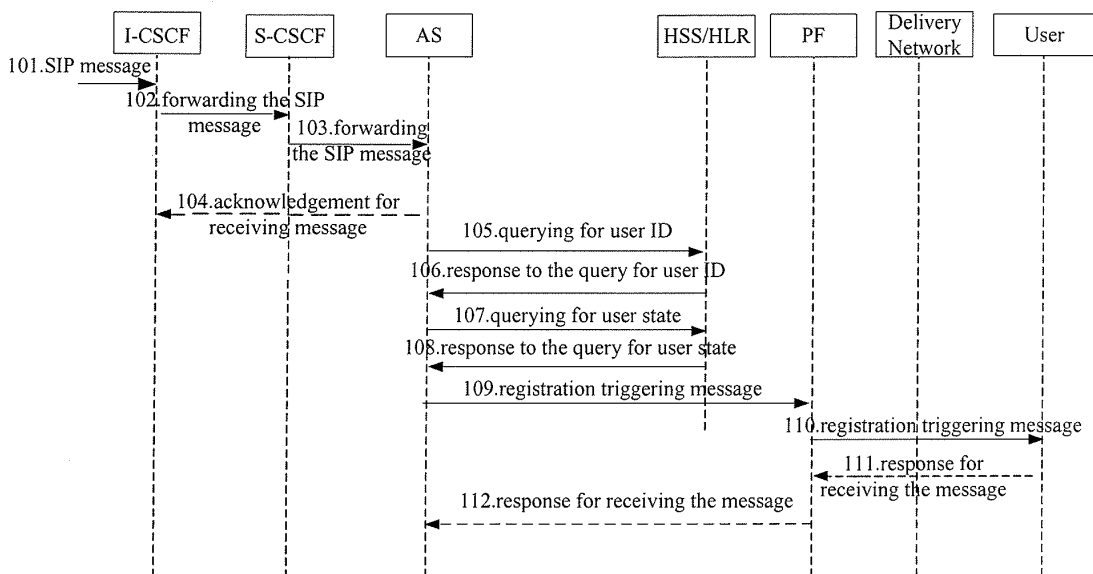 I-CSCF
S-CSCF
AS
HSS/HLR
PF
Delivery
Network
User
101.SIP message
102.forwarding the SIP
message
103.forwarding
the SIP message
104.acknowledgement for
receiving message
105.querying for user ID
106.response to the query for user ID
107.querying for user state
108.response to the query for user state
109.registration triggering message
110.registration triggering message
111.response for
receiving the message
112.response for receiving the message